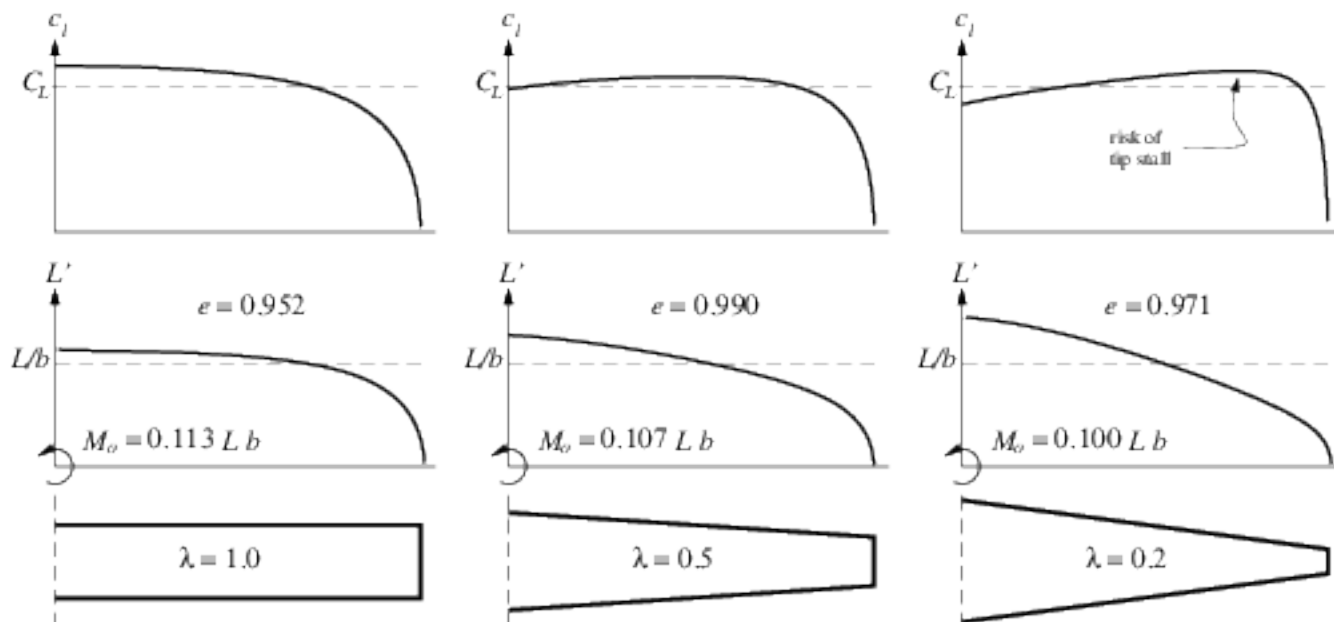 c_l c_l c_l
C_L C_L C_L
risk of
tip stall
L' L' L'
e = 0.952 e = 0.990 e = 0.971
L/b L/b L/b
M_o = 0.113 L b M_o = 0.107 L b M_o = 0.100 L b
λ = 1.0 λ = 0.5 λ = 0.2